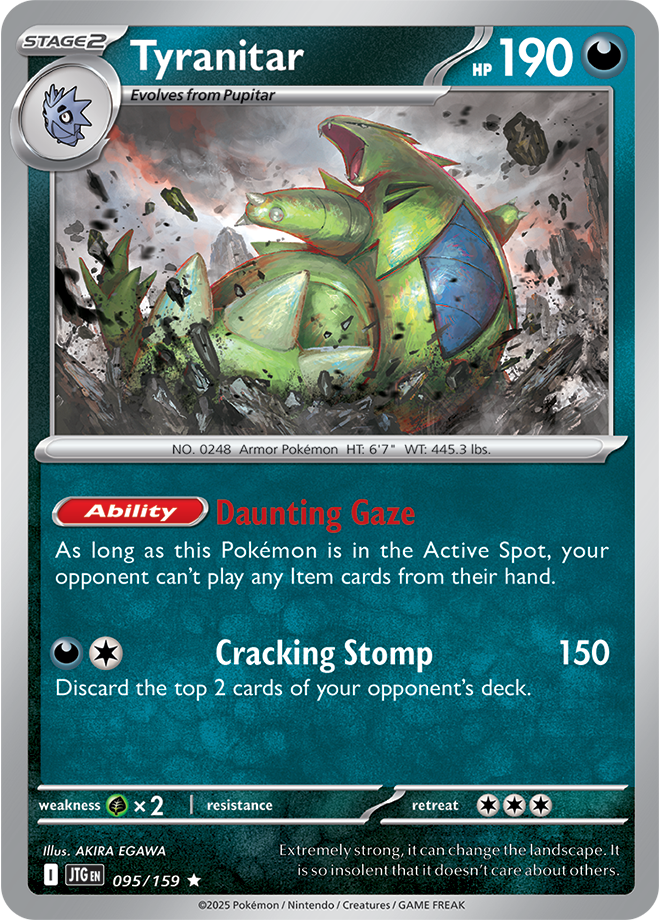 STAGE2
Tyranitar
HP 190
Evolves from Pupitar
NO. 0248 Armor Pokémon HT: 6'7" WT: 445.3 lbs.
Ability Daunting Gaze
As long as this Pokémon is in the Active Spot, your
opponent can't play any Item cards from their hand.
Cracking Stomp 150
Discard the top 2 cards of your opponent's deck.
weakness ×2 resistance retreat
Illus. AKIRA EGAWA
I JTG EN 095/159
Extremely strong, it can change the landscape. It
is so insolent that it doesn't care about others.
©2025 Pokémon / Nintendo / Creatures / GAME FREAK